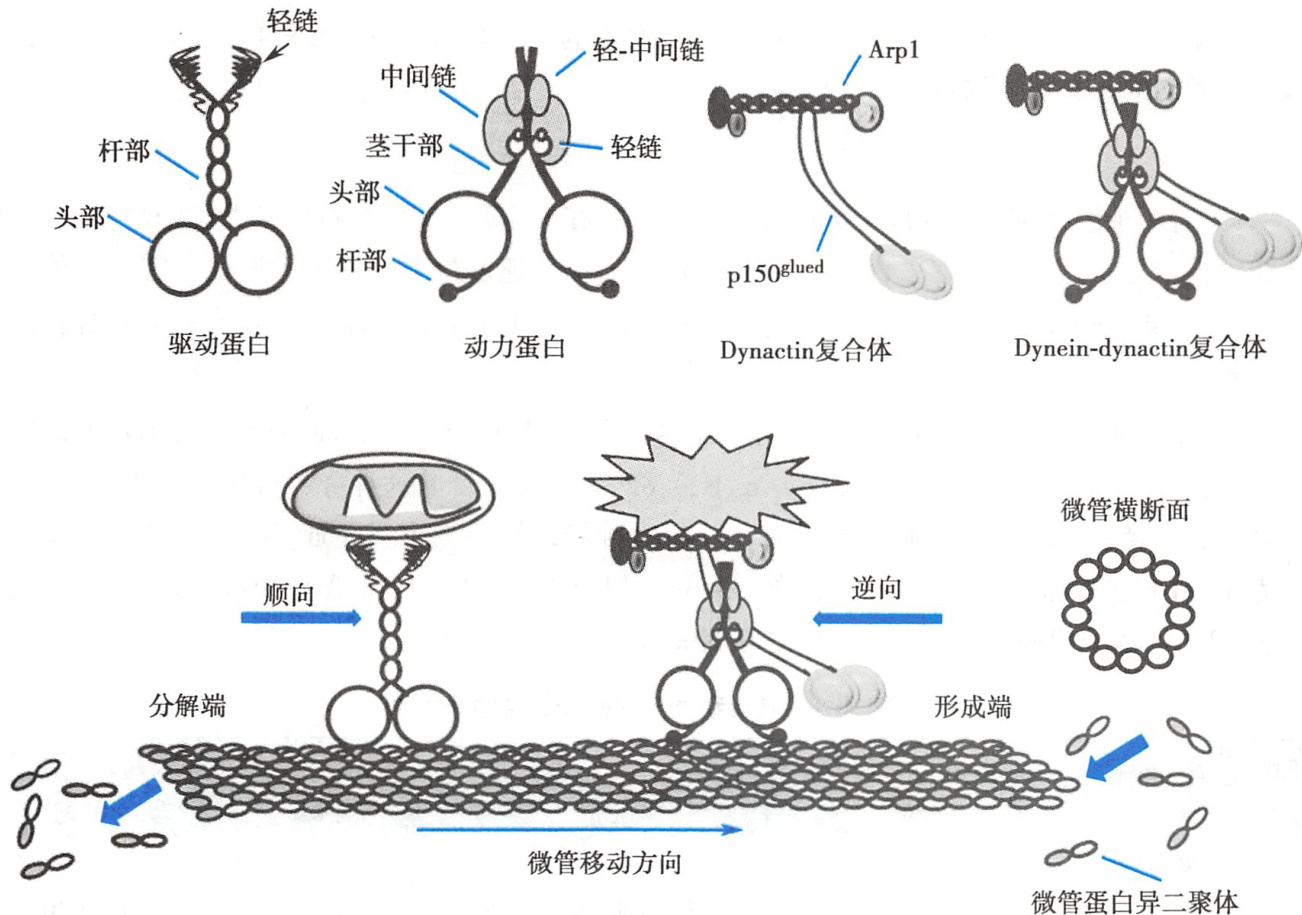 轻链
杆部
头部
驱动蛋白
中间链
轻-中间链
茎干部
轻链
头部
杆部
动力蛋白
Arp1
p150glued
Dynactin复合体
Dynein-dynactin复合体
顺向
逆向
微管横断面
分解端
形成端
微管移动方向
微管蛋白异二聚体